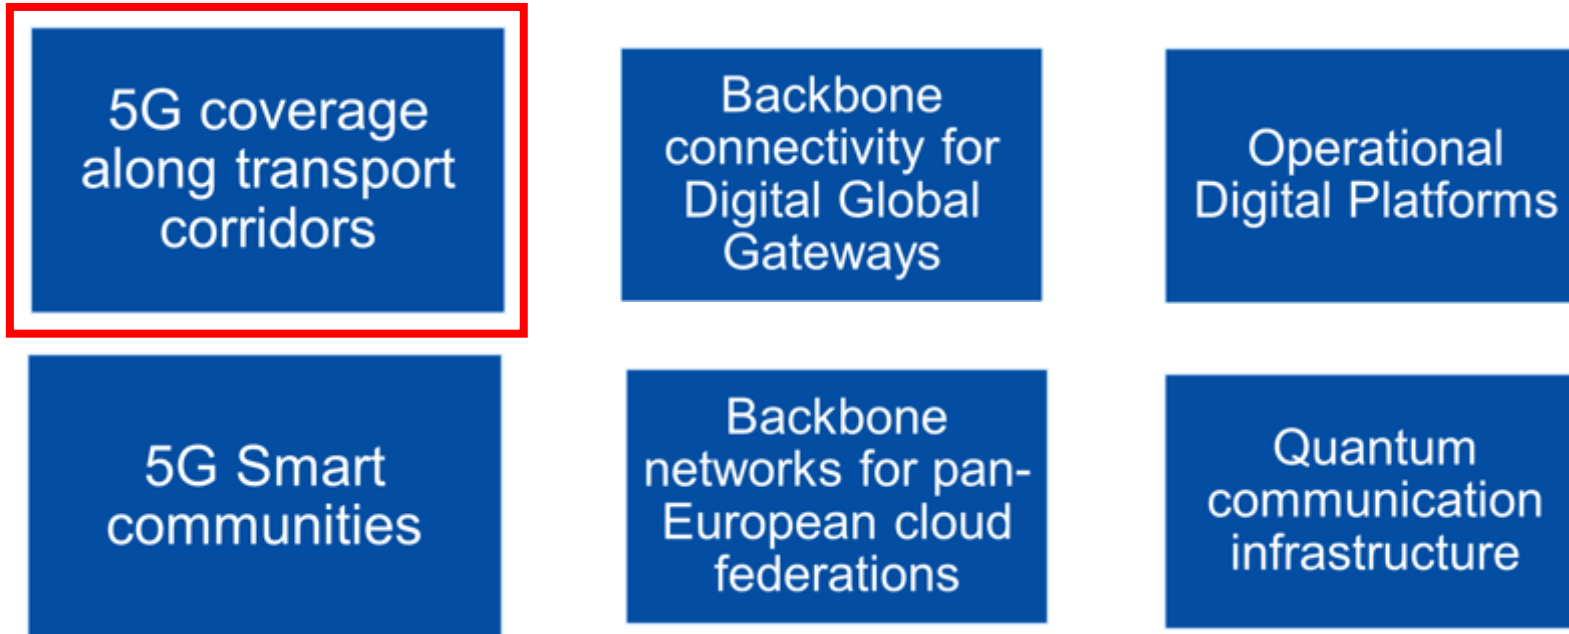 5G coverage
along transport
corridors
Backbone
connectivity for
Digital Global
Gateways
Operational
Digital Platforms
5G Smart
communities
Backbone
networks for pan-
European cloud
federations
Quantum
communication
infrastructure